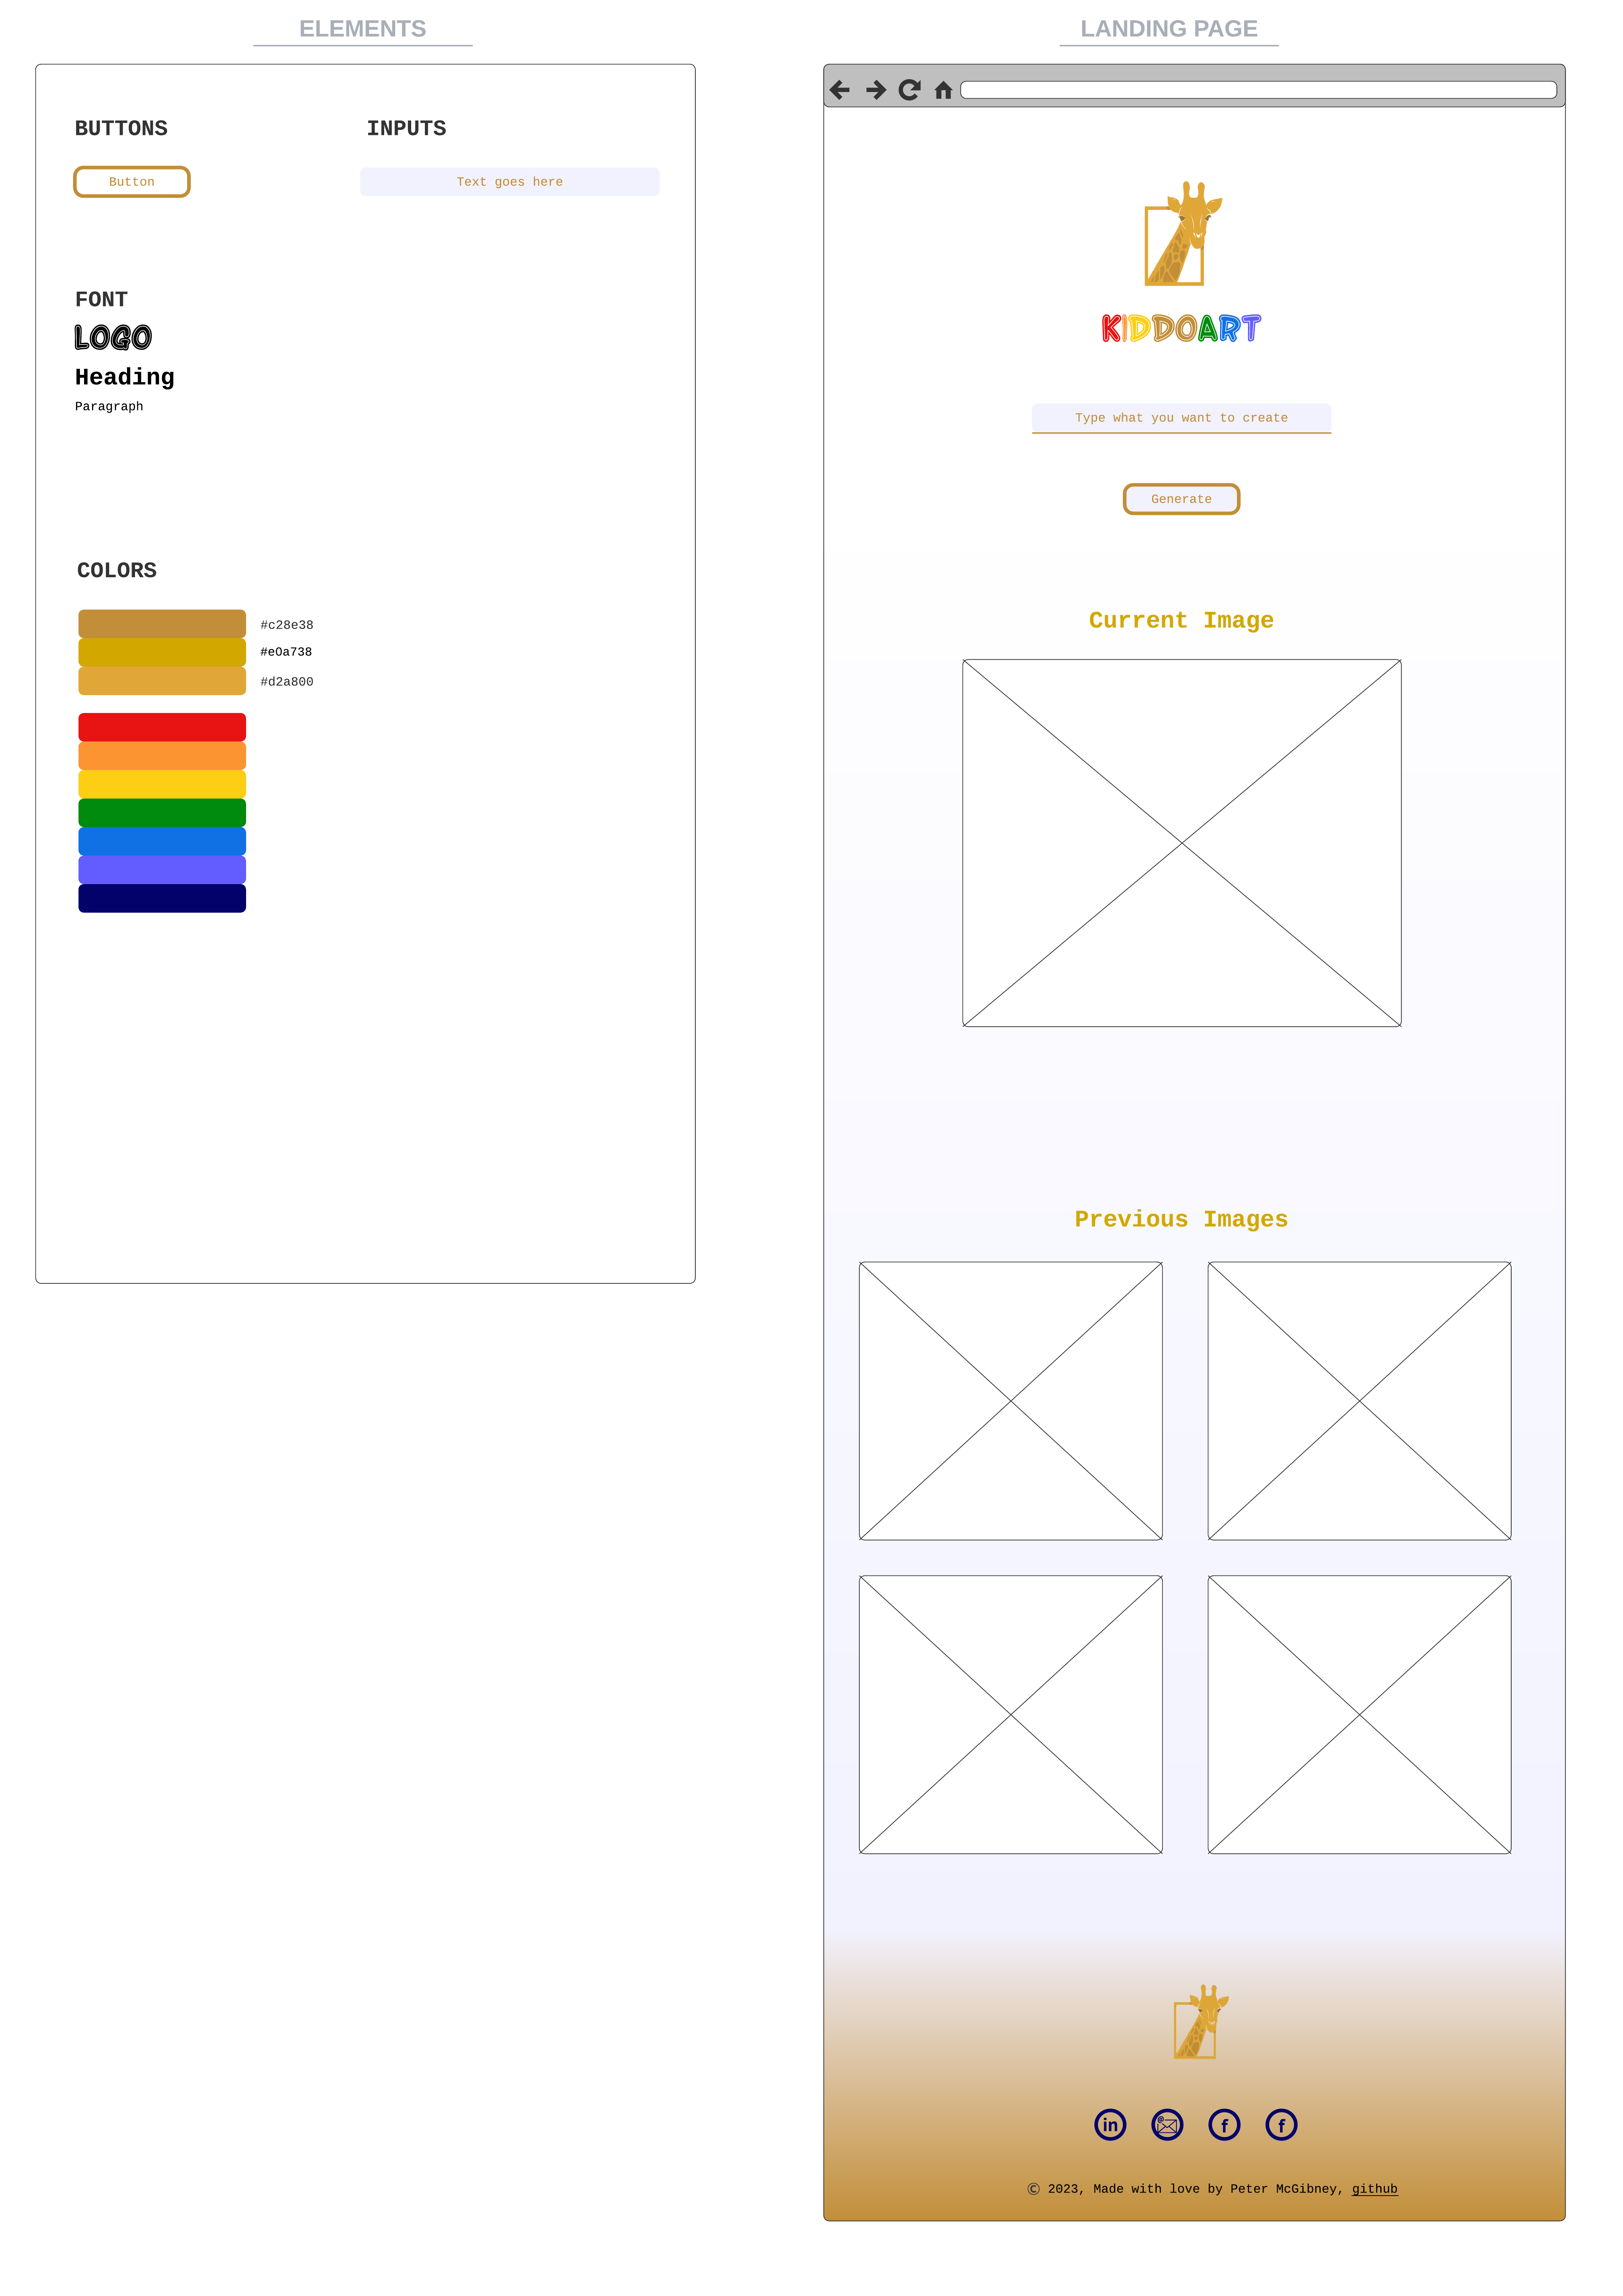 ELEMENTS
BUTTONS
INPUTS
Button
Text goes here
FONT
LOGO
Heading
Paragraph
COLORS
#c28e38
#e0a738
#d2a800
LANDING PAGE
KIDDOART
Type what you want to create
Generate
Current Image
Previous Images
in @ f f
© 2023, Made with love by Peter McGibney, github